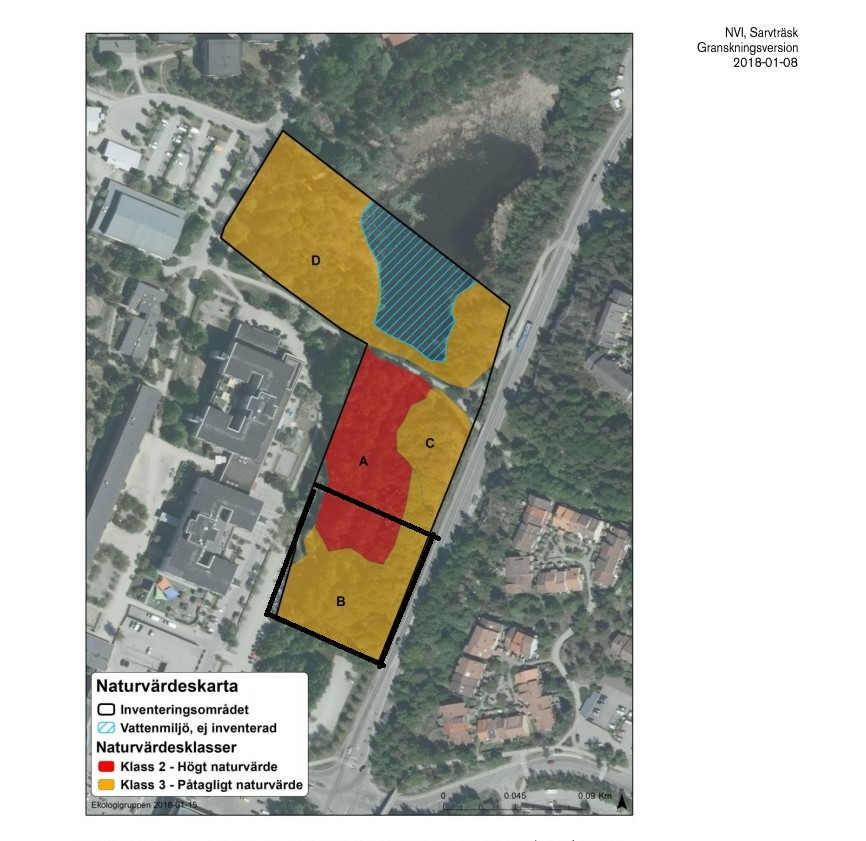 NVI, Sarvträsk
Granskningsversion
2018-01-08
D
C
A
B
Naturvärdeskarta
Inventeringsområdet
Vattenmiljö, ej inventerad
Naturvärdesklasser
Klass 2 - Högt naturvärde
Klass 3 - Påtagligt naturvärde
Ekologigruppen 2018-01-15
0 0.045 0.09 Km